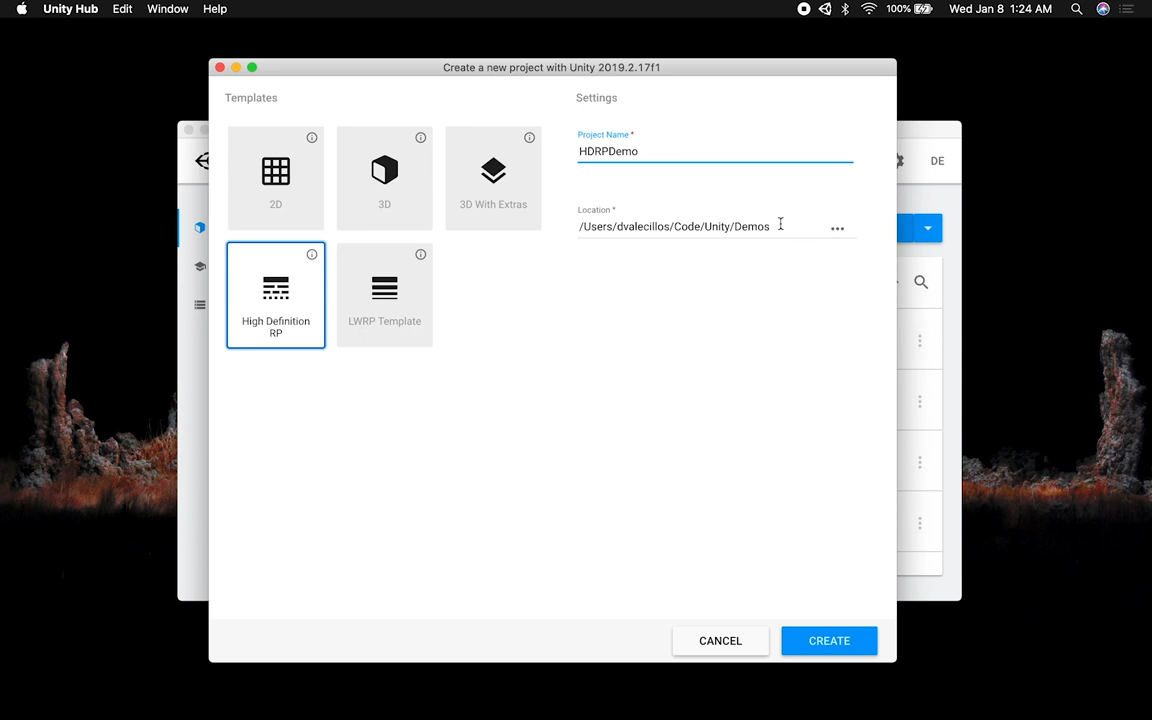 Unity Hub Edit Window Help 100% Wed Jan 8 1:24 AM
Create a new project with Unity 2019.2.17f1
Templates
Settings
2D
3D
3D With Extras
High Definition
RP
LWRP Template
Project Name *
HDRPDemo
Location *
/Users/dvalecillos/Code/Unity/Demos
•••
DE
CANCEL
CREATE